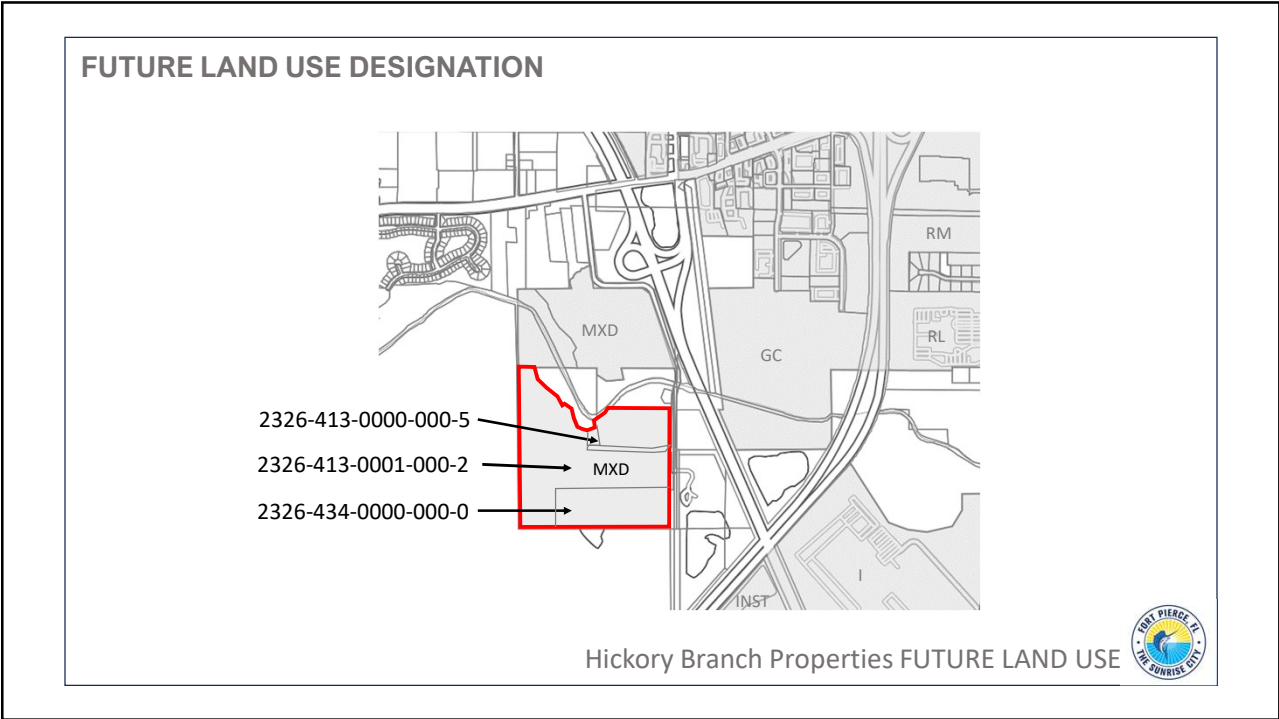 FUTURE LAND USE DESIGNATION
RM
MXD
RL
GC
2326-413-0000-000-5
2326-413-0001-000-2
MXD
2326-434-0000-000-0
I
INST
Hickory Branch Properties FUTURE LAND USE
FORT PIERCE, FL
THE SUNRISE CITY